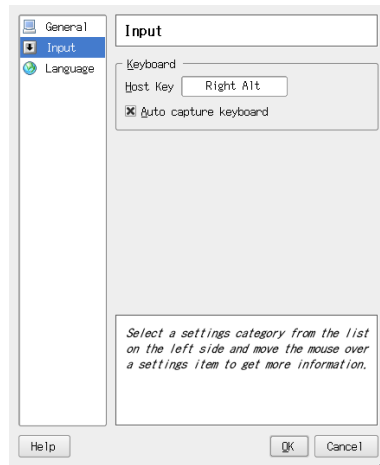 General
Input
Language
Input
Keyboard
Host Key Right Alt
Auto capture keyboard
Select a settings category from the list
on the left side and move the mouse over
a settings item to get more information.
Help OK Cancel